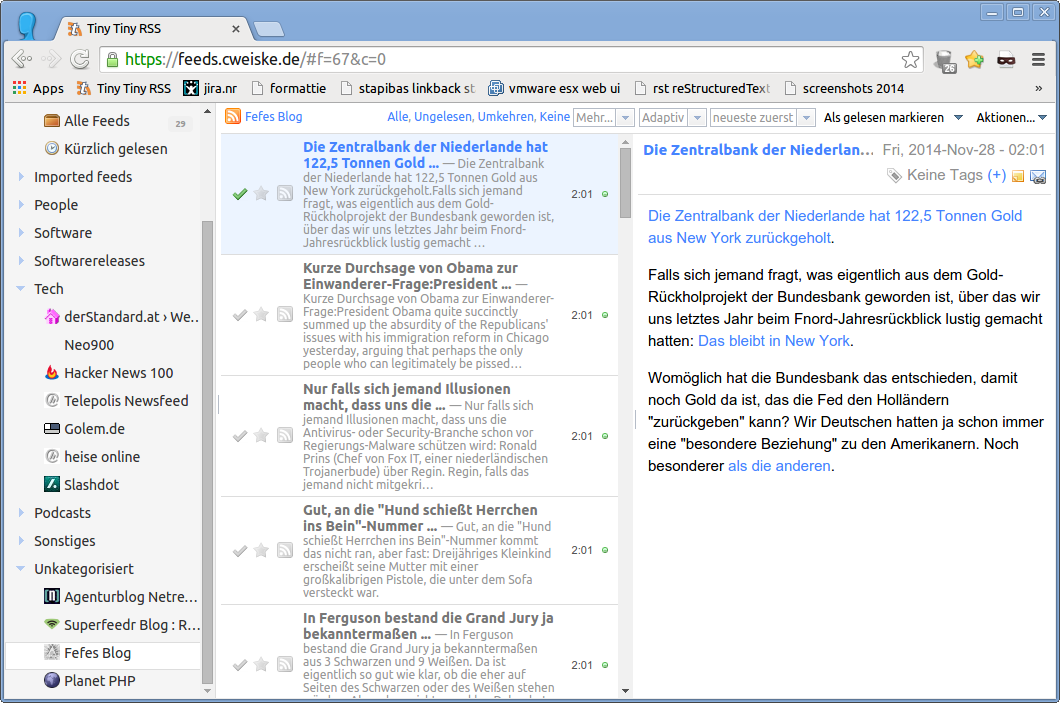 Tiny Tiny RSS
https://feeds.cweiske.de/#f=67&c=0
26
Apps Tiny Tiny RSS jira.nr formattie stapibas linkback st vmware esx web ui rst reStructuredText screenshots 2014 »
Alle Feeds 29
Kürzlich gelesen
Imported feeds
People
Software
Softwarereleases
Tech
derStandard.at › We...
Neo900
Hacker News 100
Telepolis Newsfeed
Golem.de
heise online
Slashdot
Podcasts
Sonstiges
Unkategorisiert
Agenturblog Netre...
Superfeedr Blog : R...
Fefes Blog
Planet PHP
Fefes Blog Alle, Ungelesen, Umkehren, Keine Mehr... Adaptiv neueste zuerst Als gelesen markieren Aktionen...
Die Zentralbank der Niederlande hat
122,5 Tonnen Gold ... — Die Zentralbank
der Niederlande hat 122,5 Tonnen Gold aus
New York zurückgeholt.Falls sich jemand
fragt, was eigentlich aus dem Gold-
Rückholprojekt der Bundesbank geworden ist,
über das wir uns letztes Jahr beim Fnord-
Jahresrückblick lustig gemacht ...
2:01
Kurze Durchsage von Obama zur
Einwanderer-Frage:President ... —
Kurze Durchsage von Obama zur Einwanderer-
Frage:President Obama quite succinctly
summed up the absurdity of the Republicans'
issues with his immigration reform in Chicago
yesterday, arguing that perhaps the only
people who can legitimately be pissed...
2:01
Nur falls sich jemand Illusionen
macht, dass uns die ... — Nur falls sich
jemand Illusionen macht, dass uns die
Antivirus- oder Security-Branche schon vor
Regierungs-Malware schützen wird: Ronald
Prins (Chef von Fox IT, einer niederländischen
Trojanerbude) über Regin. Regin, falls das
jemand nicht mitgekri...
2:01
Gut, an die "Hund schießt Herrchen
ins Bein"-Nummer ... — Gut, an die "Hund
schießt Herrchen ins Bein"-Nummer kommt
das nicht ran, aber fast: Dreijähriges Kleinkind
erscheißt seine Mutter mit einer
großkalibrigen Pistole, die unter dem Sofa
versteckt war.
2:01
In Ferguson bestand die Grand Jury ja
bekanntermaßen ... — In Ferguson
bestand die Grand Jury ja bekanntermaßen
aus 3 Schwarzen und 9 Weißen. Da ist
eigentlich so gut wie klar, ob die eher auf
Seiten des Schwarzen oder des Weißen stehen
2:01
Die Zentralbank der Niederlan... Fri, 2014-Nov-28 - 02:01
Keine Tags (+)
Die Zentralbank der Niederlande hat 122,5 Tonnen Gold
aus New York zurückgeholt.
Falls sich jemand fragt, was eigentlich aus dem Gold-
Rückholprojekt der Bundesbank geworden ist, über das wir
uns letztes Jahr beim Fnord-Jahresrückblick lustig gemacht
hatten: Das bleibt in New York.
Womöglich hat die Bundesbank das entschieden, damit
noch Gold da ist, das die Fed den Holländern
"zurückgeben" kann? Wir Deutschen hatten ja schon immer
eine "besondere Beziehung" zu den Amerikanern. Noch
besonderer als die anderen.